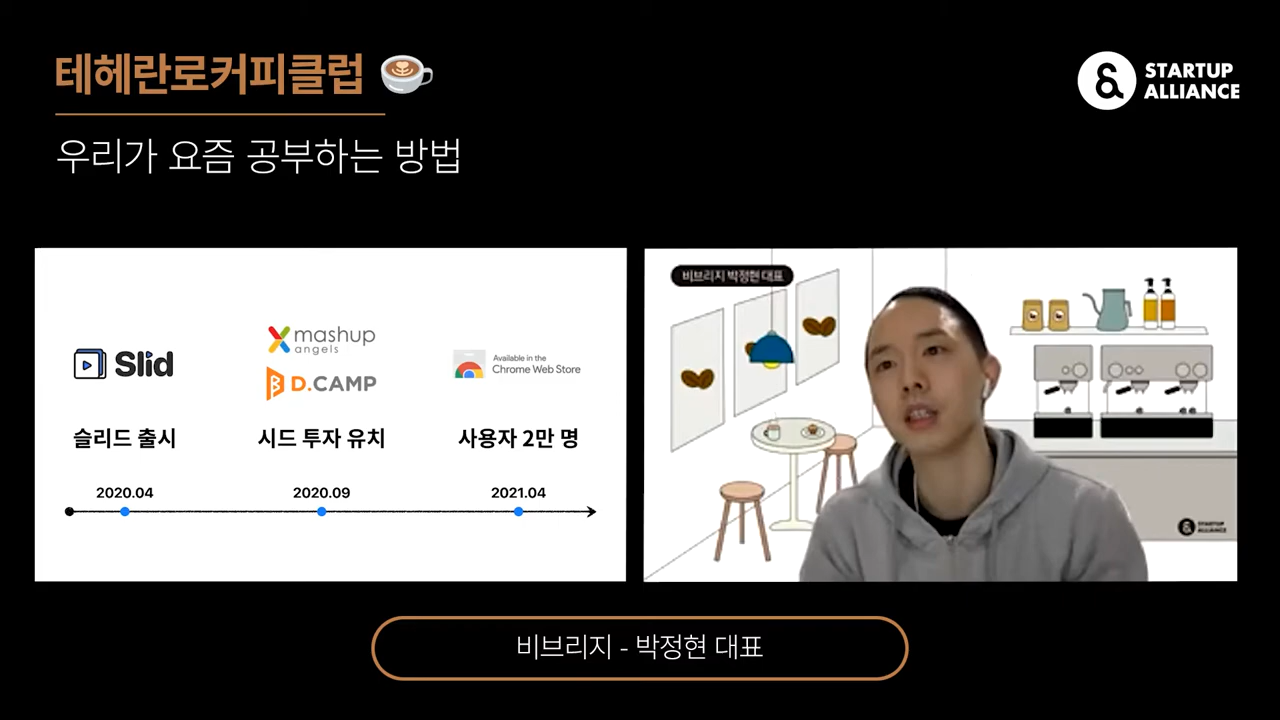 테헤란로커피클럽
STARTUP
ALLIANCE
우리가 요즘 공부하는 방법
Slid
mashup
angels
D.CAMP
Available in the
Chrome Web Store
슬리드 출시
시드 투자 유치
사용자 2만 명
2020.04
2020.09
2021.04
비브리지 박정현 대표
STARTUP
ALLIANCE
비브리지 - 박정현 대표